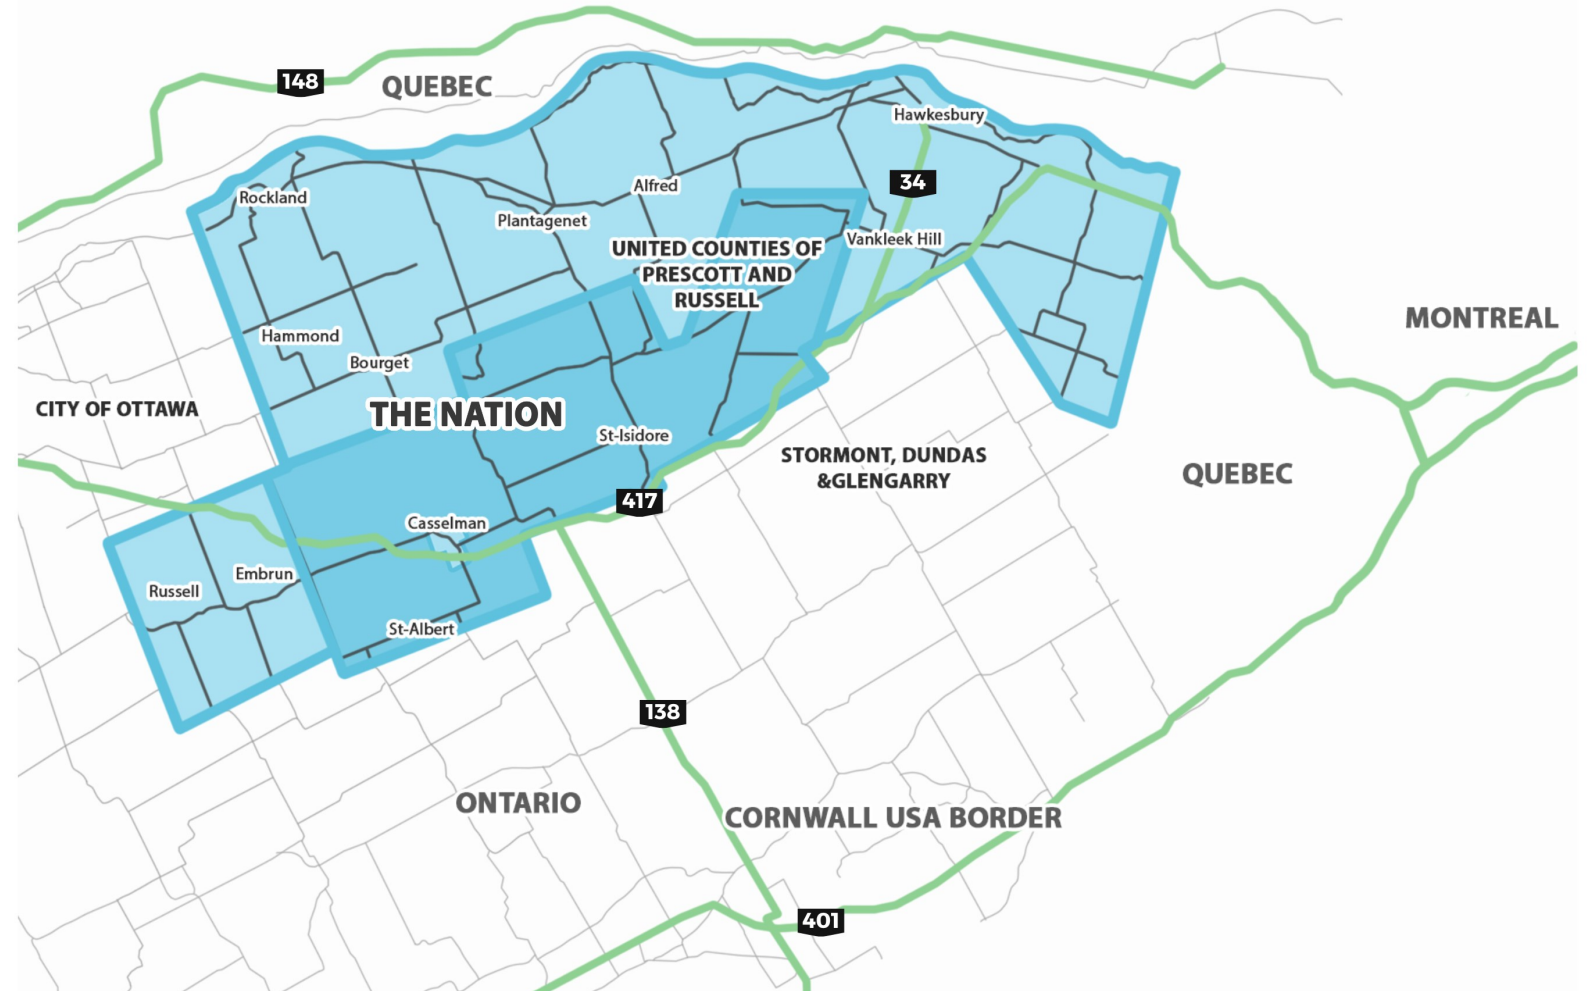 148
QUEBEC
Hawkesbury
34
Rockland
Alfred
Plantagenet
Vankleek Hill
UNITED COUNTIES OF
PRESCOTT AND
RUSSELL
MONTREAL
Hammond
Bourget
CITY OF OTTAWA
THE NATION
St-Isidore
STORMONT, DUNDAS
&GLENGARRY
QUEBEC
417
Casselman
Embrun
Russell
St-Albert
138
ONTARIO
CORNWALL USA BORDER
401